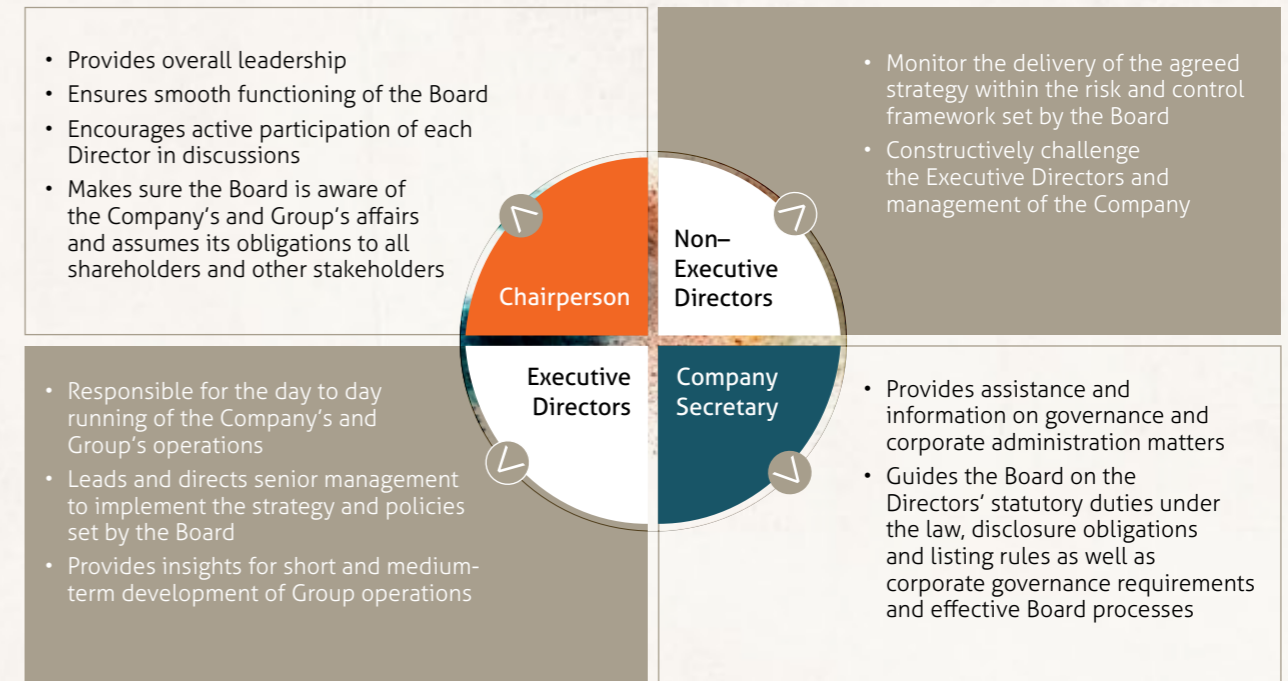 • Provides overall leadership
• Ensures smooth functioning of the Board
• Encourages active participation of each
Director in discussions
• Makes sure the Board is aware of
the Company's and Group's affairs
and assumes its obligations to all
shareholders and other stakeholders
• Monitor the delivery of the agreed
strategy within the risk and control
framework set by the Board
• Constructively challenge
the Executive Directors and
management of the Company
Chairperson
Non–
Executive
Directors
Executive
Directors
Company
Secretary
• Responsible for the day to day
running of the Company's and
Group's operations
• Leads and directs senior management
to implement the strategy and policies
set by the Board
• Provides insights for short and medium-
term development of Group operations
• Provides assistance and
information on governance and
corporate administration matters
• Guides the Board on the
Directors' statutory duties under
the law, disclosure obligations
and listing rules as well as
corporate governance requirements
and effective Board processes